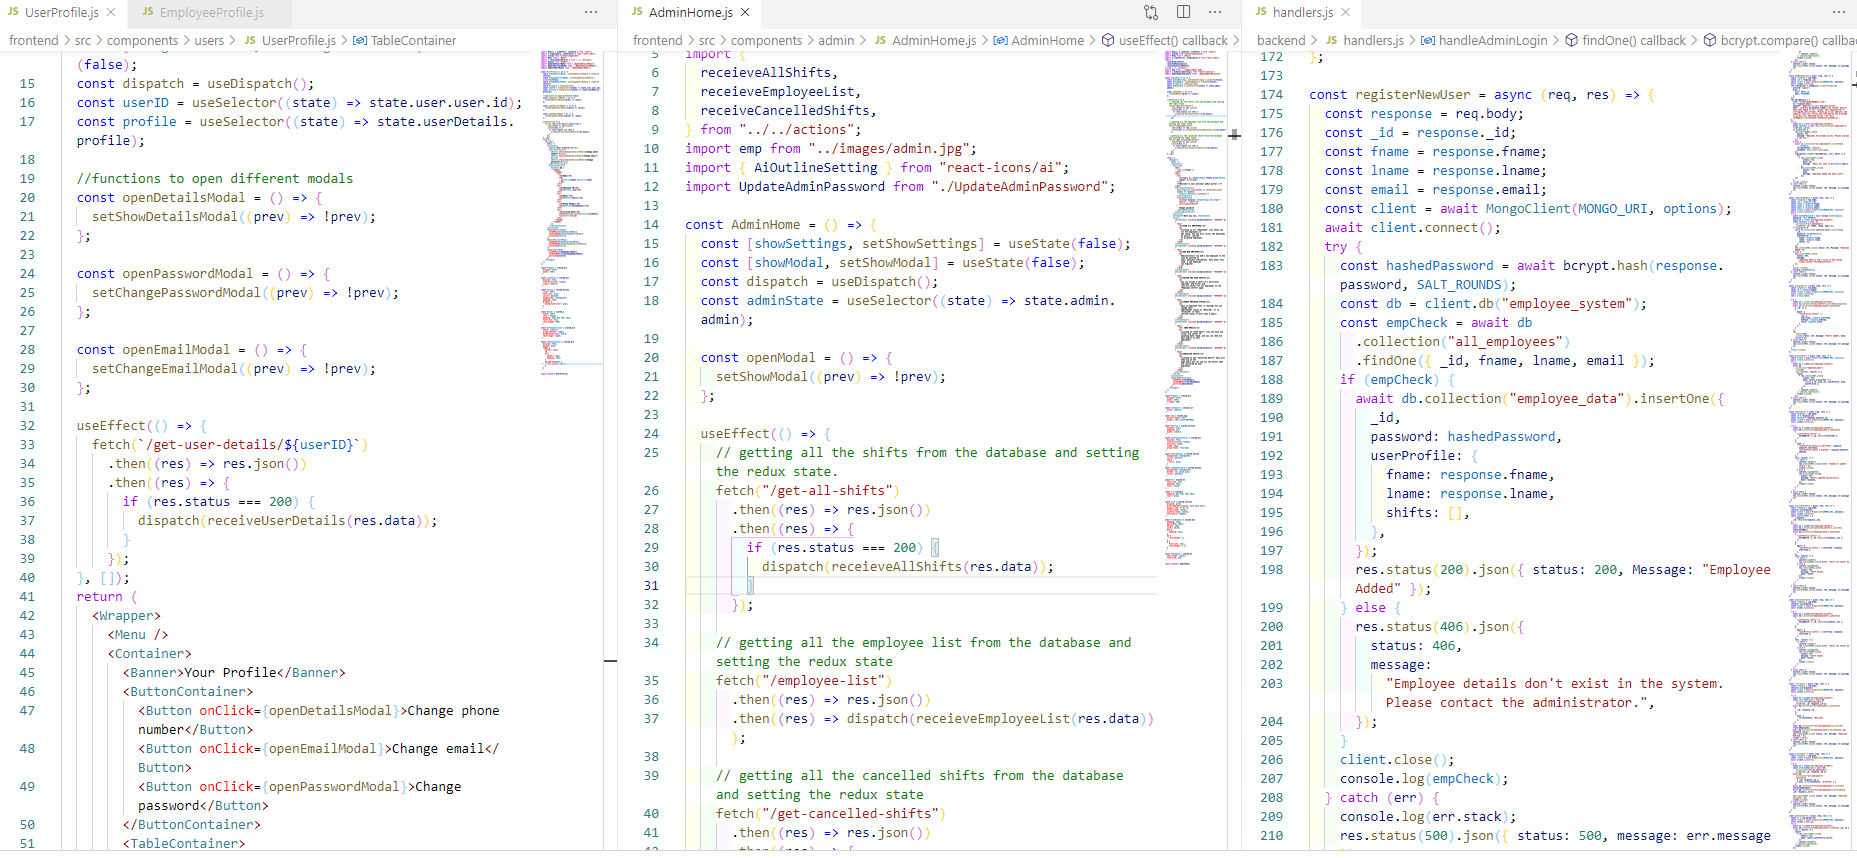 JS UserProfile.js ×
JS EmployeeProfile.js
···
frontend > src > components > users > JS UserProfile.js > TableContainer
(false);
15 const dispatch = useDispatch();
16 const userID = useSelector((state) => state.user.user.id);
17 const profile = useSelector((state) => state.userDetails.
profile);
18
19 //functions to open different modals
20 const openDetailsModal = () => {
21 setShowDetailsModal((prev) => !prev);
22 };
23
24 const openPasswordModal = () => {
25 setChangePasswordModal((prev) => !prev);
26 };
27
28 const openEmailModal = () => {
29 setChangeEmailModal((prev) => !prev);
30 };
31
32 useEffect(() => {
33 fetch(`/get-user-details/${userID}`)
34 .then((res) => res.json())
35 .then((res) => {
36 if (res.status === 200) {
37 dispatch(receiveUserDetails(res.data));
38 }
39 });
40 }, []);
41 return (
42 <Wrapper>
43 <Menu />
44 <Container>
45 <Banner>Your Profile</Banner>
46 <ButtonContainer>
47 <Button onClick={openDetailsModal}>Change phone
number</Button>
48 <Button onClick={openEmailModal}>Change email</
Button>
49 <Button onClick={openPasswordModal}>Change
password</Button>
50 </ButtonContainer>
51 <TableContainer>
JS AdminHome.js ×
···
frontend > src > components > admin > JS AdminHome.js > AdminHome > useEffect() callback >
5 import {
6 receieveAllShifts,
7 receieveEmployeeList,
8 receiveCancelledShifts,
9 } from "../../actions";
10 import emp from "../images/admin.jpg";
11 import { AiOutlineSetting } from "react-icons/ai";
12 import UpdateAdminPassword from "./UpdateAdminPassword";
13
14 const AdminHome = () => {
15 const [showSettings, setShowSettings] = useState(false);
16 const [showModal, setShowModal] = useState(false);
17 const dispatch = useDispatch();
18 const adminState = useSelector((state) => state.admin.
admin);
19
20 const openModal = () => {
21 setShowModal((prev) => !prev);
22 };
23
24 useEffect(() => {
25 // getting all the shifts from the database and setting
the redux state.
26 fetch("/get-all-shifts")
27 .then((res) => res.json())
28 .then((res) => {
29 if (res.status === 200) {
30 dispatch(receieveAllShifts(res.data));
31 }
32 });
33
34 // getting all the employee list from the database and
setting the redux state
35 fetch("/employee-list")
36 .then((res) => res.json())
37 .then((res) => dispatch(receieveEmployeeList(res.data))
);
38
39 // getting all the cancelled shifts from the database
and setting the redux state
40 fetch("/get-cancelled-shifts")
41 .then((res) => res.json())
JS handlers.js ×
···
backend > JS handlers.js > handleAdminLogin > findOne() callback > bcrypt.compare() callba
172 };
173
174 const registerNewUser = async (req, res) => {
175 const response = req.body;
176 const _id = response._id;
177 const fname = response.fname;
178 const lname = response.lname;
179 const email = response.email;
180 const client = await MongoClient(MONGO_URI, options);
181 await client.connect();
182 try {
183 const hashedPassword = await bcrypt.hash(response.
password, SALT_ROUNDS);
184 const db = client.db("employee_system");
185 const empCheck = await db
186 .collection("all_employees")
187 .findOne({ _id, fname, lname, email });
188 if (empCheck) {
189 await db.collection("employee_data").insertOne({
190 _id,
191 password: hashedPassword,
192 userProfile: {
193 fname: response.fname,
194 lname: response.lname,
195 shifts: [],
196 },
197 });
198 res.status(200).json({ status: 200, Message: "Employee
Added" });
199 } else {
200 res.status(406).json({
201 status: 406,
202 message:
203 "Employee details don't exist in the system.
Please contact the administrator.",
204 });
205 }
206 client.close();
207 console.log(empCheck);
208 } catch (err) {
209 console.log(err.stack);
210 res.status(500).json({ status: 500, message: err.message